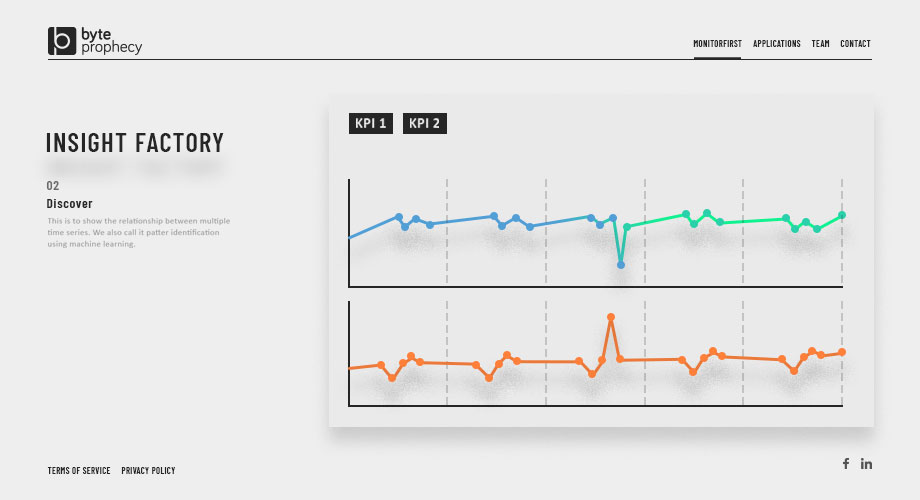 byte
prophecy
MONITORFIRST APPLICATIONS TEAM CONTACT
INSIGHT FACTORY
02
Discover
This is to show the relationship between multiple
time series. We also call it patter identification
using machine learning.
KPI 1 KPI 2
TERMS OF SERVICE PRIVACY POLICY
f in